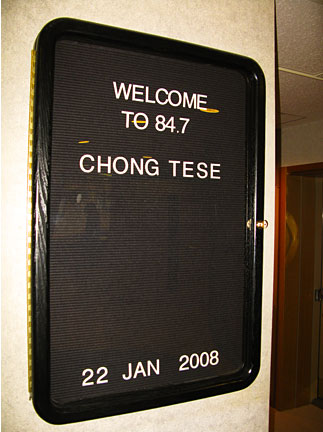 WELCOME
TO 84.7
CHONG TESE
22 JAN 2008